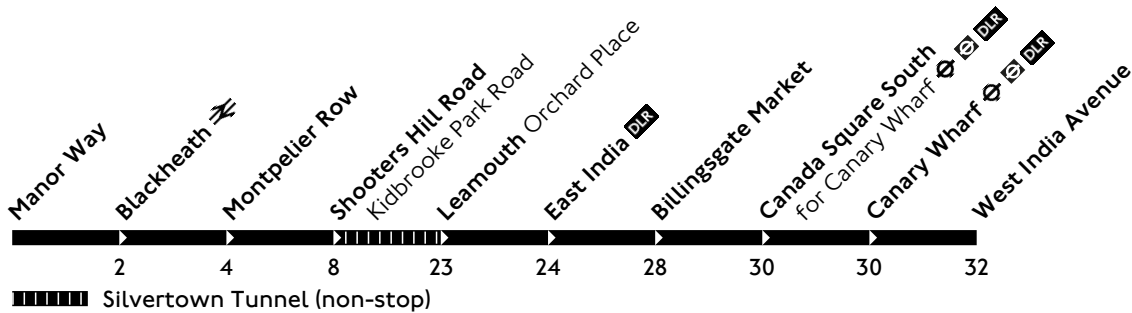 Manor Way
Blackheath
Montpelier Row
Shooters Hill Road
Kidbrooke Park Road
Leamouth Orchard Place
East India DLR
Billingsgate Market
Canada Square South
for Canary Wharf DLR
Canary Wharf DLR
West India Avenue
2 4 8 23 24 28 30 30 32
Silvertown Tunnel (non-stop)